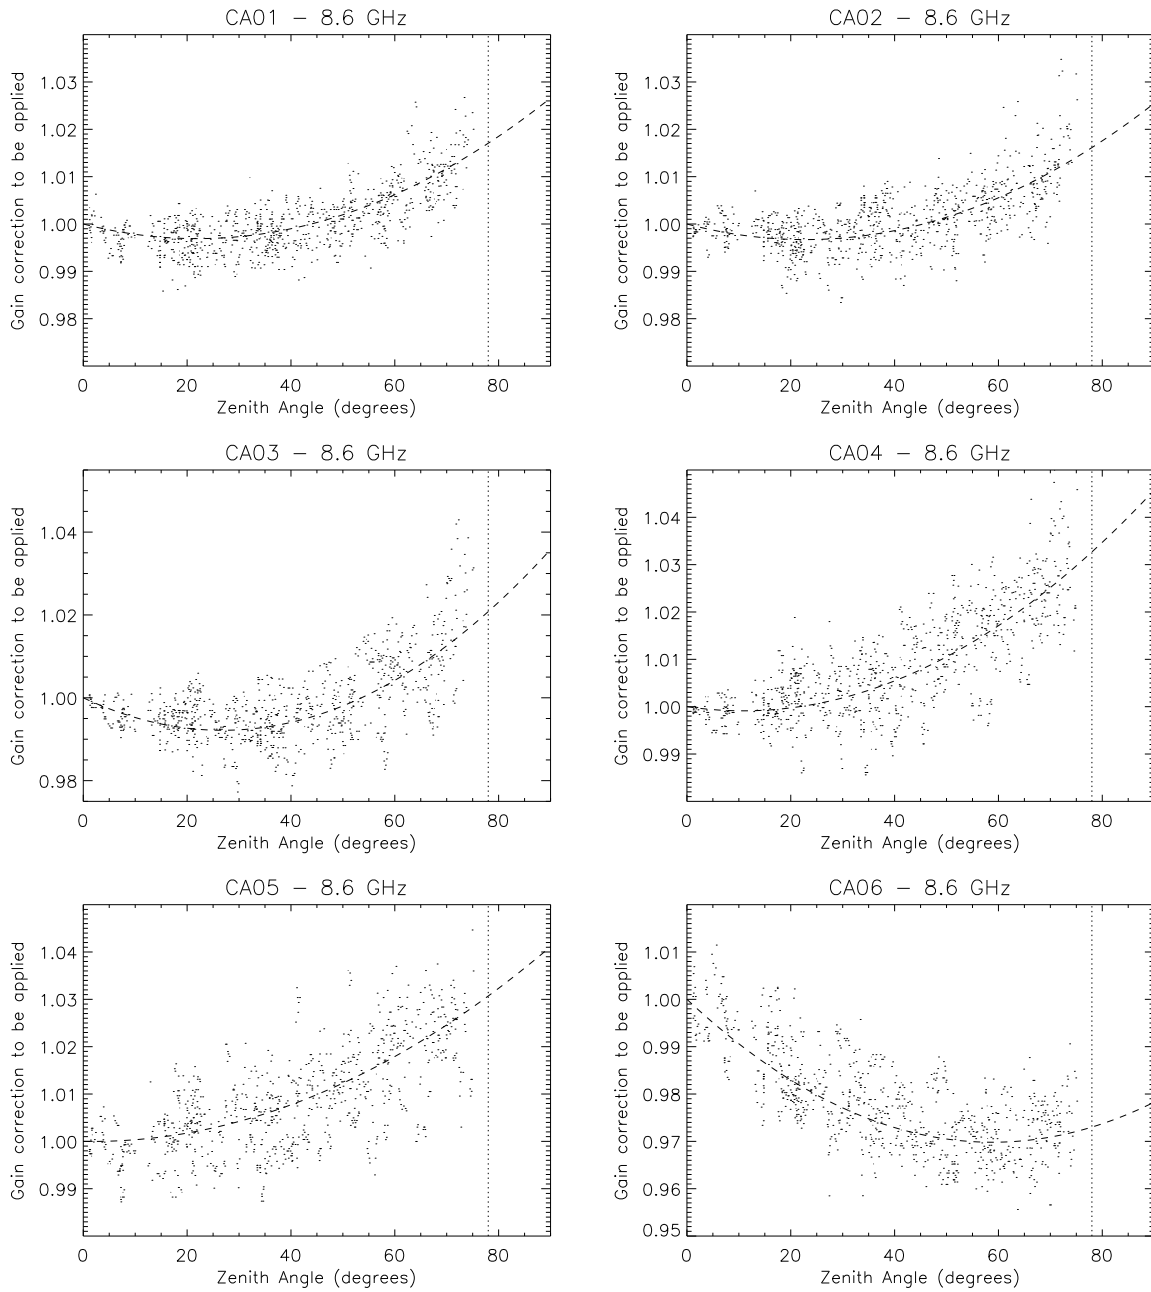 CA01 – 8.6 GHz
Gain correction to be applied
1.03
1.02
1.01
1.00
0.99
0.98
0 20 40 60 80
Zenith Angle (degrees)
CA02 – 8.6 GHz
Gain correction to be applied
1.03
1.02
1.01
1.00
0.99
0.98
0 20 40 60 80
Zenith Angle (degrees)
CA03 – 8.6 GHz
Gain correction to be applied
1.04
1.02
1.00
0.98
0 20 40 60 80
Zenith Angle (degrees)
CA04 – 8.6 GHz
Gain correction to be applied
1.04
1.03
1.02
1.01
1.00
0.99
0 20 40 60 80
Zenith Angle (degrees)
CA05 – 8.6 GHz
Gain correction to be applied
1.04
1.03
1.02
1.01
1.00
0.99
0 20 40 60 80
Zenith Angle (degrees)
CA06 – 8.6 GHz
Gain correction to be applied
1.01
1.00
0.99
0.98
0.97
0.96
0.95
0 20 40 60 80
Zenith Angle (degrees)